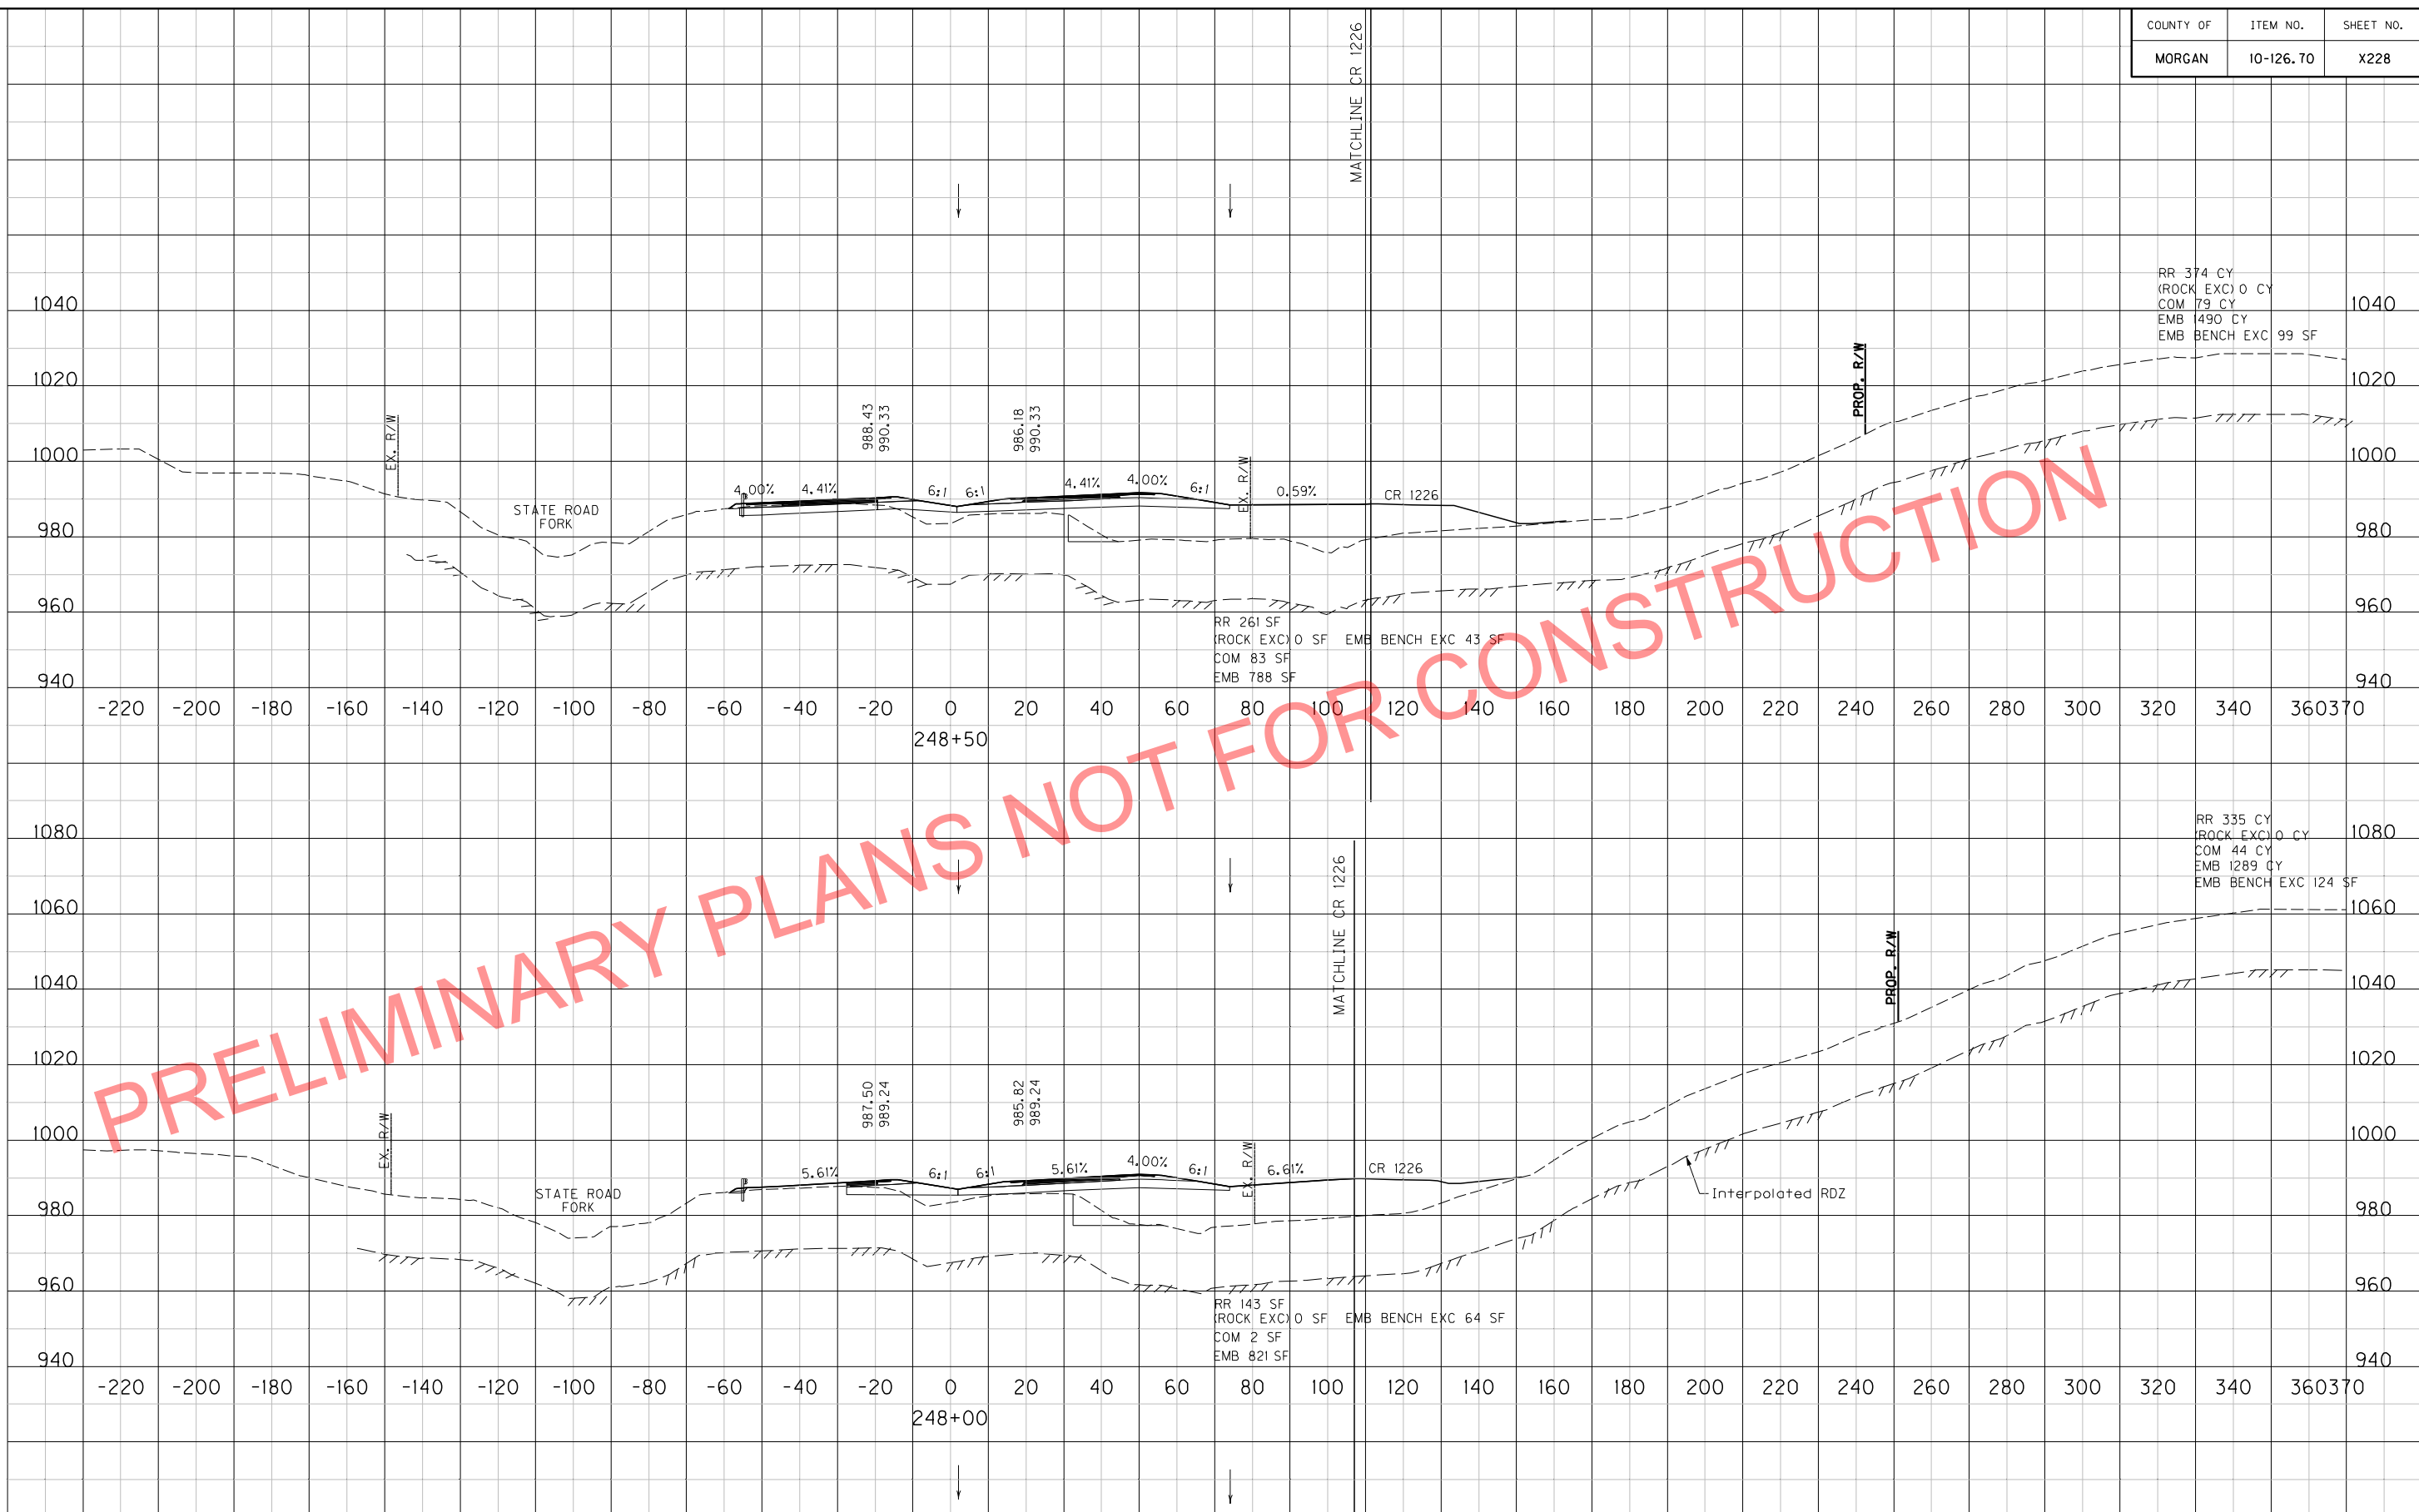 COUNTY OF ITEM NO. SHEET NO.
MORGAN 10-126.70 X228
MATCHLINE CR 1226
RR 374 CY
(ROCK EXC) 0 CY
COM 79 CY
EMB 1490 CY
EMB BENCH EXC 99 SF
1040 1040
1020 1020
1000 1000
980 980
960 960
940 940
EX. R/W
STATE ROAD
FORK
988.43
990.33
986.18
990.33
4.00% 4.41% 6:1 6:1 4.41% 4.00% 6:1
EX. R/W
0.59%
CR 1226
PROP. R/W
RR 261 SF
(ROCK EXC) 0 SF EMB BENCH EXC 43 SF
COM 83 SF
EMB 788 SF
-220 -200 -180 -160 -140 -120 -100 -80 -60 -40 -20 0 20 40 60 80 100 120 140 160 180 200 220 240 260 280 300 320 340 360370
248+50
PRELIMINARY PLANS NOT FOR CONSTRUCTION
MATCHLINE CR 1226
RR 335 CY
(ROCK EXC) 0 CY
COM 44 CY
EMB 1289 CY
EMB BENCH EXC 124 SF
1080 1080
1060 1060
1040 1040
1020 1020
1000 1000
980 980
960 960
940 940
EX. R/W
STATE ROAD
FORK
987.50
989.24
985.82
989.24
5.61% 6:1 6:1 5.61% 4.00% 6:1
EX. R/W
6.61%
CR 1226
PROP. R/W
Interpolated RDZ
RR 143 SF
(ROCK EXC) 0 SF EMB BENCH EXC 64 SF
COM 2 SF
EMB 821 SF
-220 -200 -180 -160 -140 -120 -100 -80 -60 -40 -20 0 20 40 60 80 100 120 140 160 180 200 220 240 260 280 300 320 340 360370
248+00